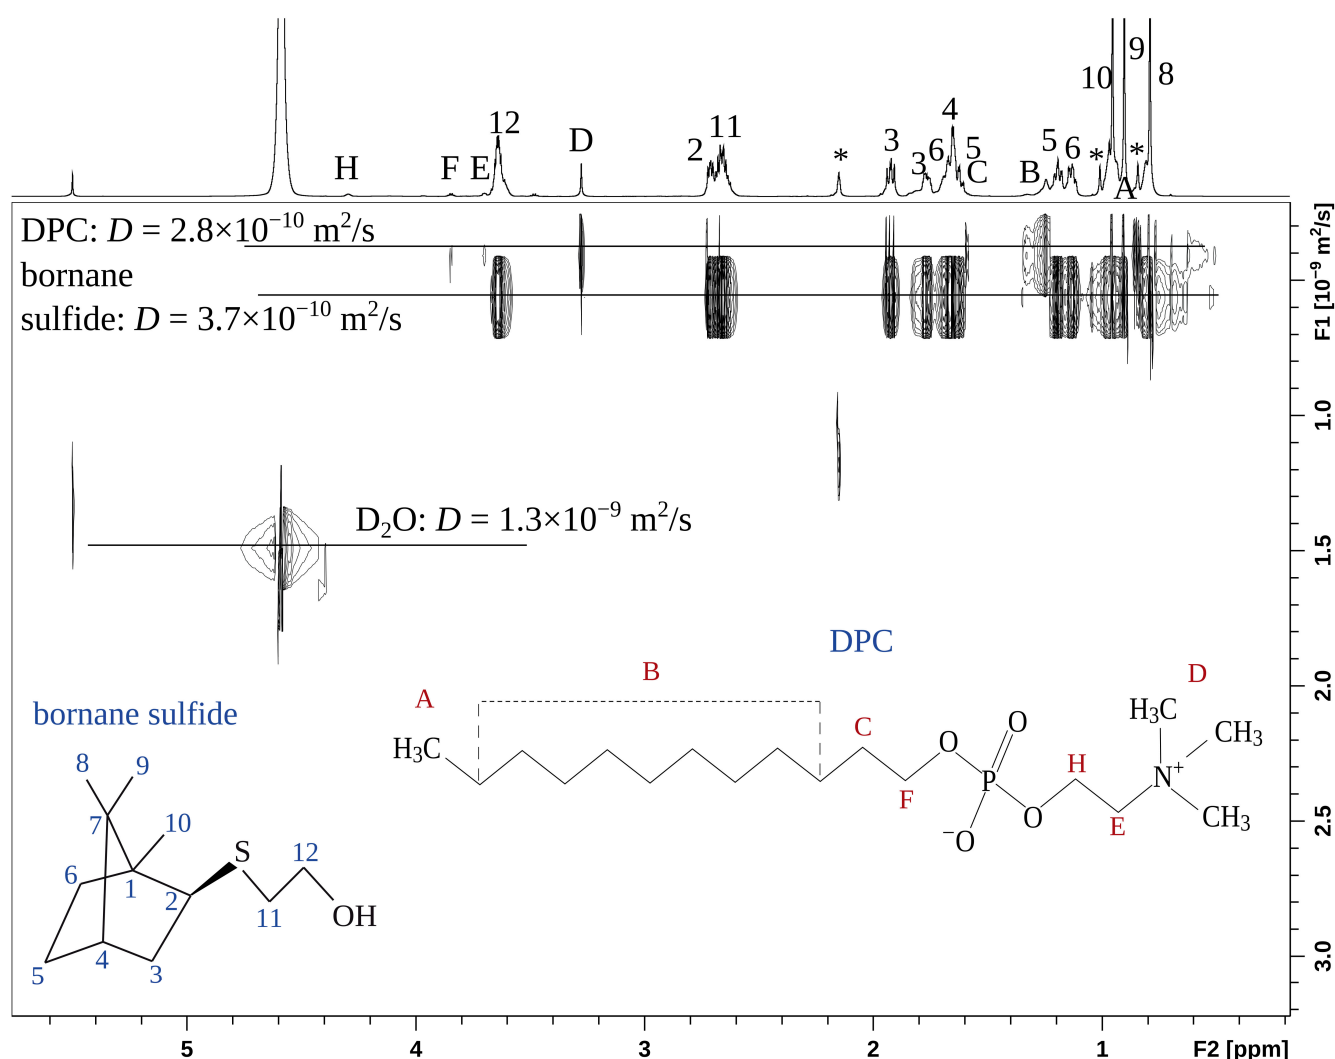 9
10
8
12
4
D
2
11
3
6
5
5
6
H
F
E
*
3
C
B
*
A
*
DPC: D = 2.8×10⁻¹⁰ m²/s
bornane
sulfide: D = 3.7×10⁻¹⁰ m²/s
D₂O: D = 1.3×10⁻⁹ m²/s
F1 [10⁻⁹ m²/s]
1.0
1.5
2.0
2.5
3.0
DPC
A
B
C
D
H₃C
F
O
P
O
⁻O
O
H
E
N⁺
H₃C
CH₃
CH₃
bornane sulfide
8
9
7
10
6
1
2
S
12
11
OH
5
4
3
5
4
3
2
1
F2 [ppm]